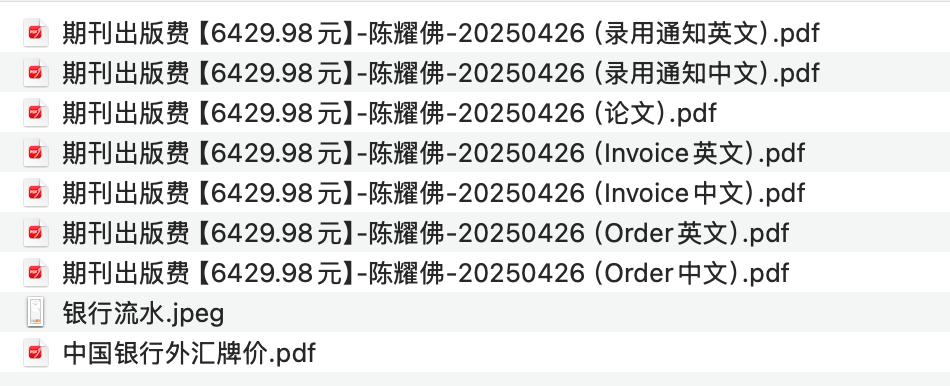 期刊出版费【6429.98元】-陈耀佛-20250426（录用通知英文）.pdf
期刊出版费【6429.98元】-陈耀佛-20250426（录用通知中文）.pdf
期刊出版费【6429.98元】-陈耀佛-20250426（论文）.pdf
期刊出版费【6429.98元】-陈耀佛-20250426（Invoice英文）.pdf
期刊出版费【6429.98元】-陈耀佛-20250426（Invoice中文）.pdf
期刊出版费【6429.98元】-陈耀佛-20250426（Order英文）.pdf
期刊出版费【6429.98元】-陈耀佛-20250426（Order中文）.pdf
银行流水.jpeg
中国银行外汇牌价.pdf